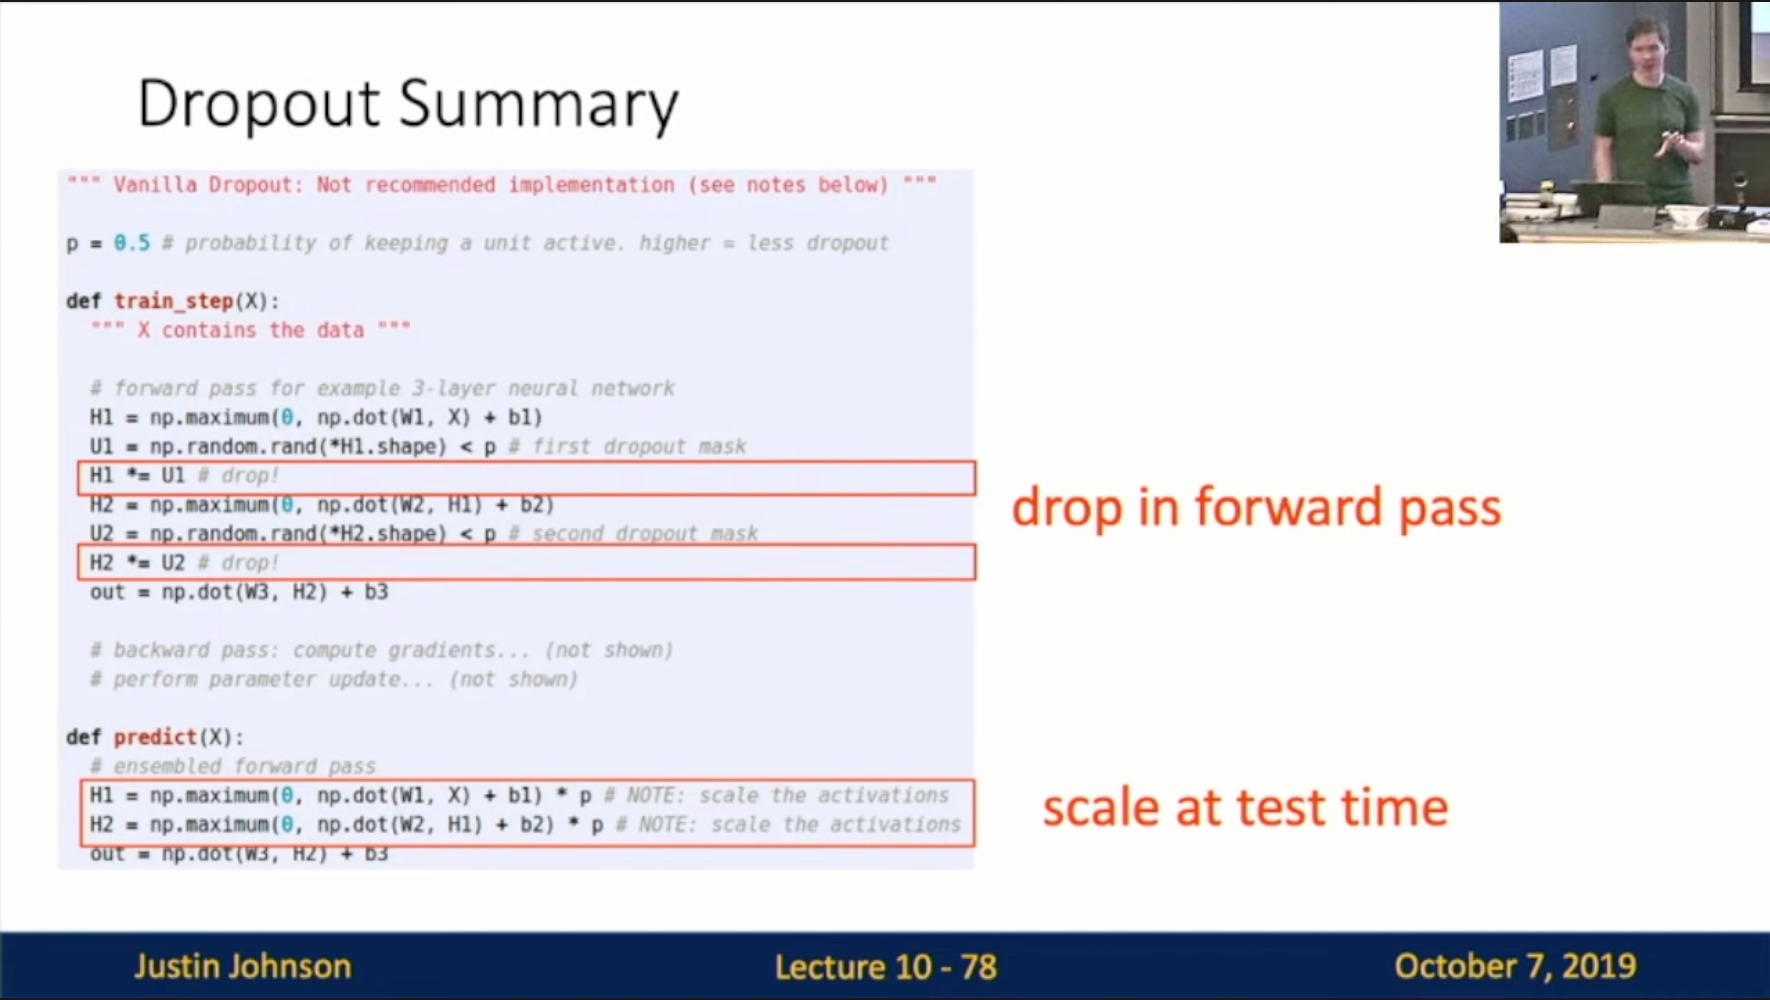 Dropout Summary
""" Vanilla Dropout: Not recommended implementation (see notes below) """
p = 0.5 # probability of keeping a unit active. higher = less dropout
def train_step(X):
""" X contains the data """
# forward pass for example 3-layer neural network
H1 = np.maximum(0, np.dot(W1, X) + b1)
U1 = np.random.rand(*H1.shape) < p # first dropout mask
H1 *= U1 # drop!
H2 = np.maximum(0, np.dot(W2, H1) + b2)
U2 = np.random.rand(*H2.shape) < p # second dropout mask
H2 *= U2 # drop!
out = np.dot(W3, H2) + b3
drop in forward pass
# backward pass: compute gradients... (not shown)
# perform parameter update... (not shown)
def predict(X):
# ensembled forward pass
H1 = np.maximum(0, np.dot(W1, X) + b1) * p # NOTE: scale the activations
H2 = np.maximum(0, np.dot(W2, H1) + b2) * p # NOTE: scale the activations
out = np.dot(W3, H2) + b3
scale at test time
Justin Johnson
Lecture 10 - 78
October 7, 2019